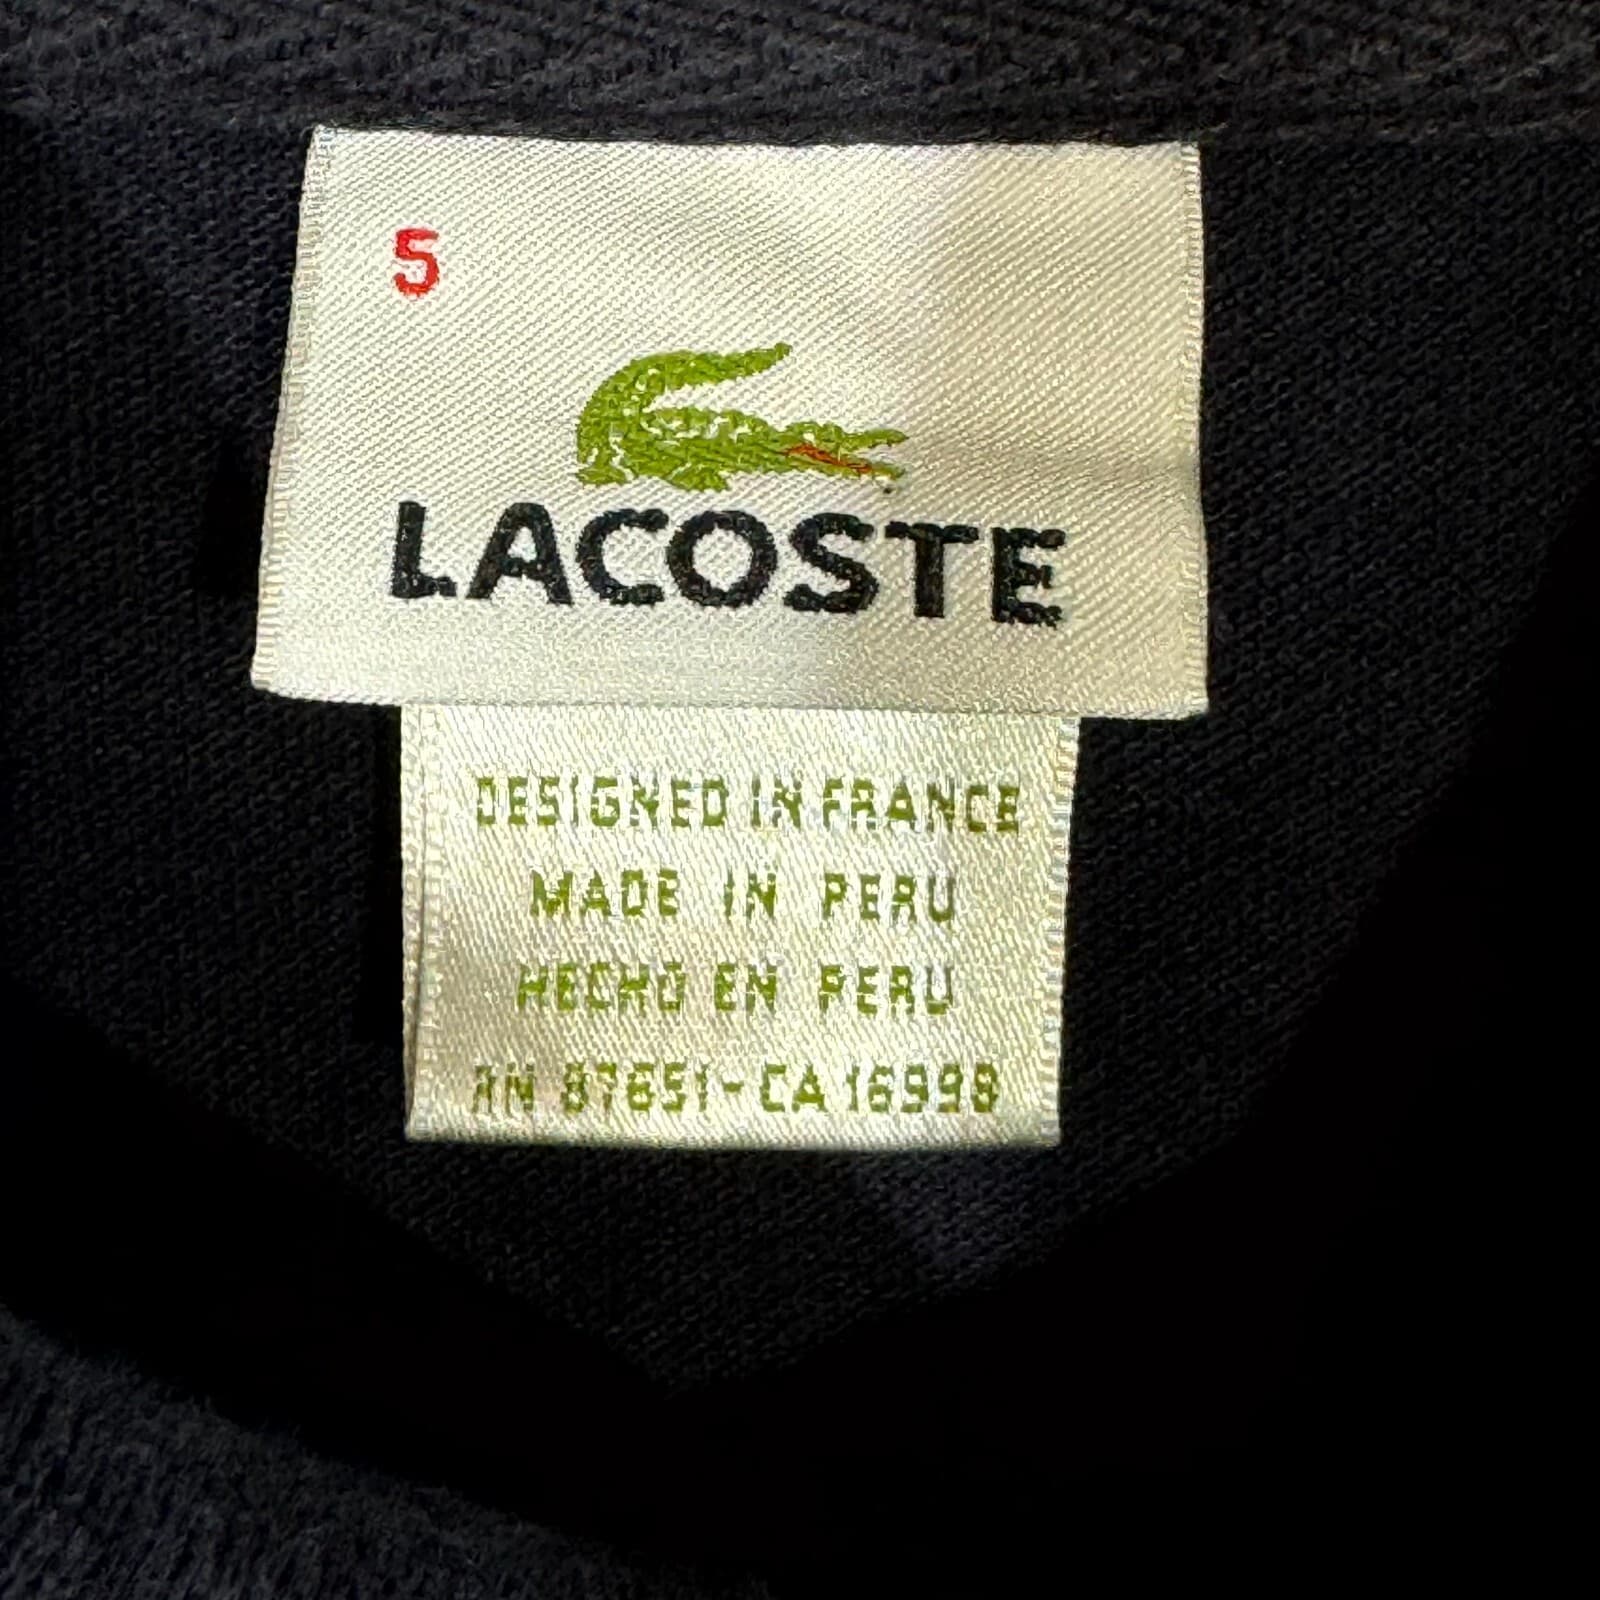 5
LACOSTE
DESIGNED IN FRANCE
MADE IN PERU
HECHO EN PERU
RN 87651-CA 16998